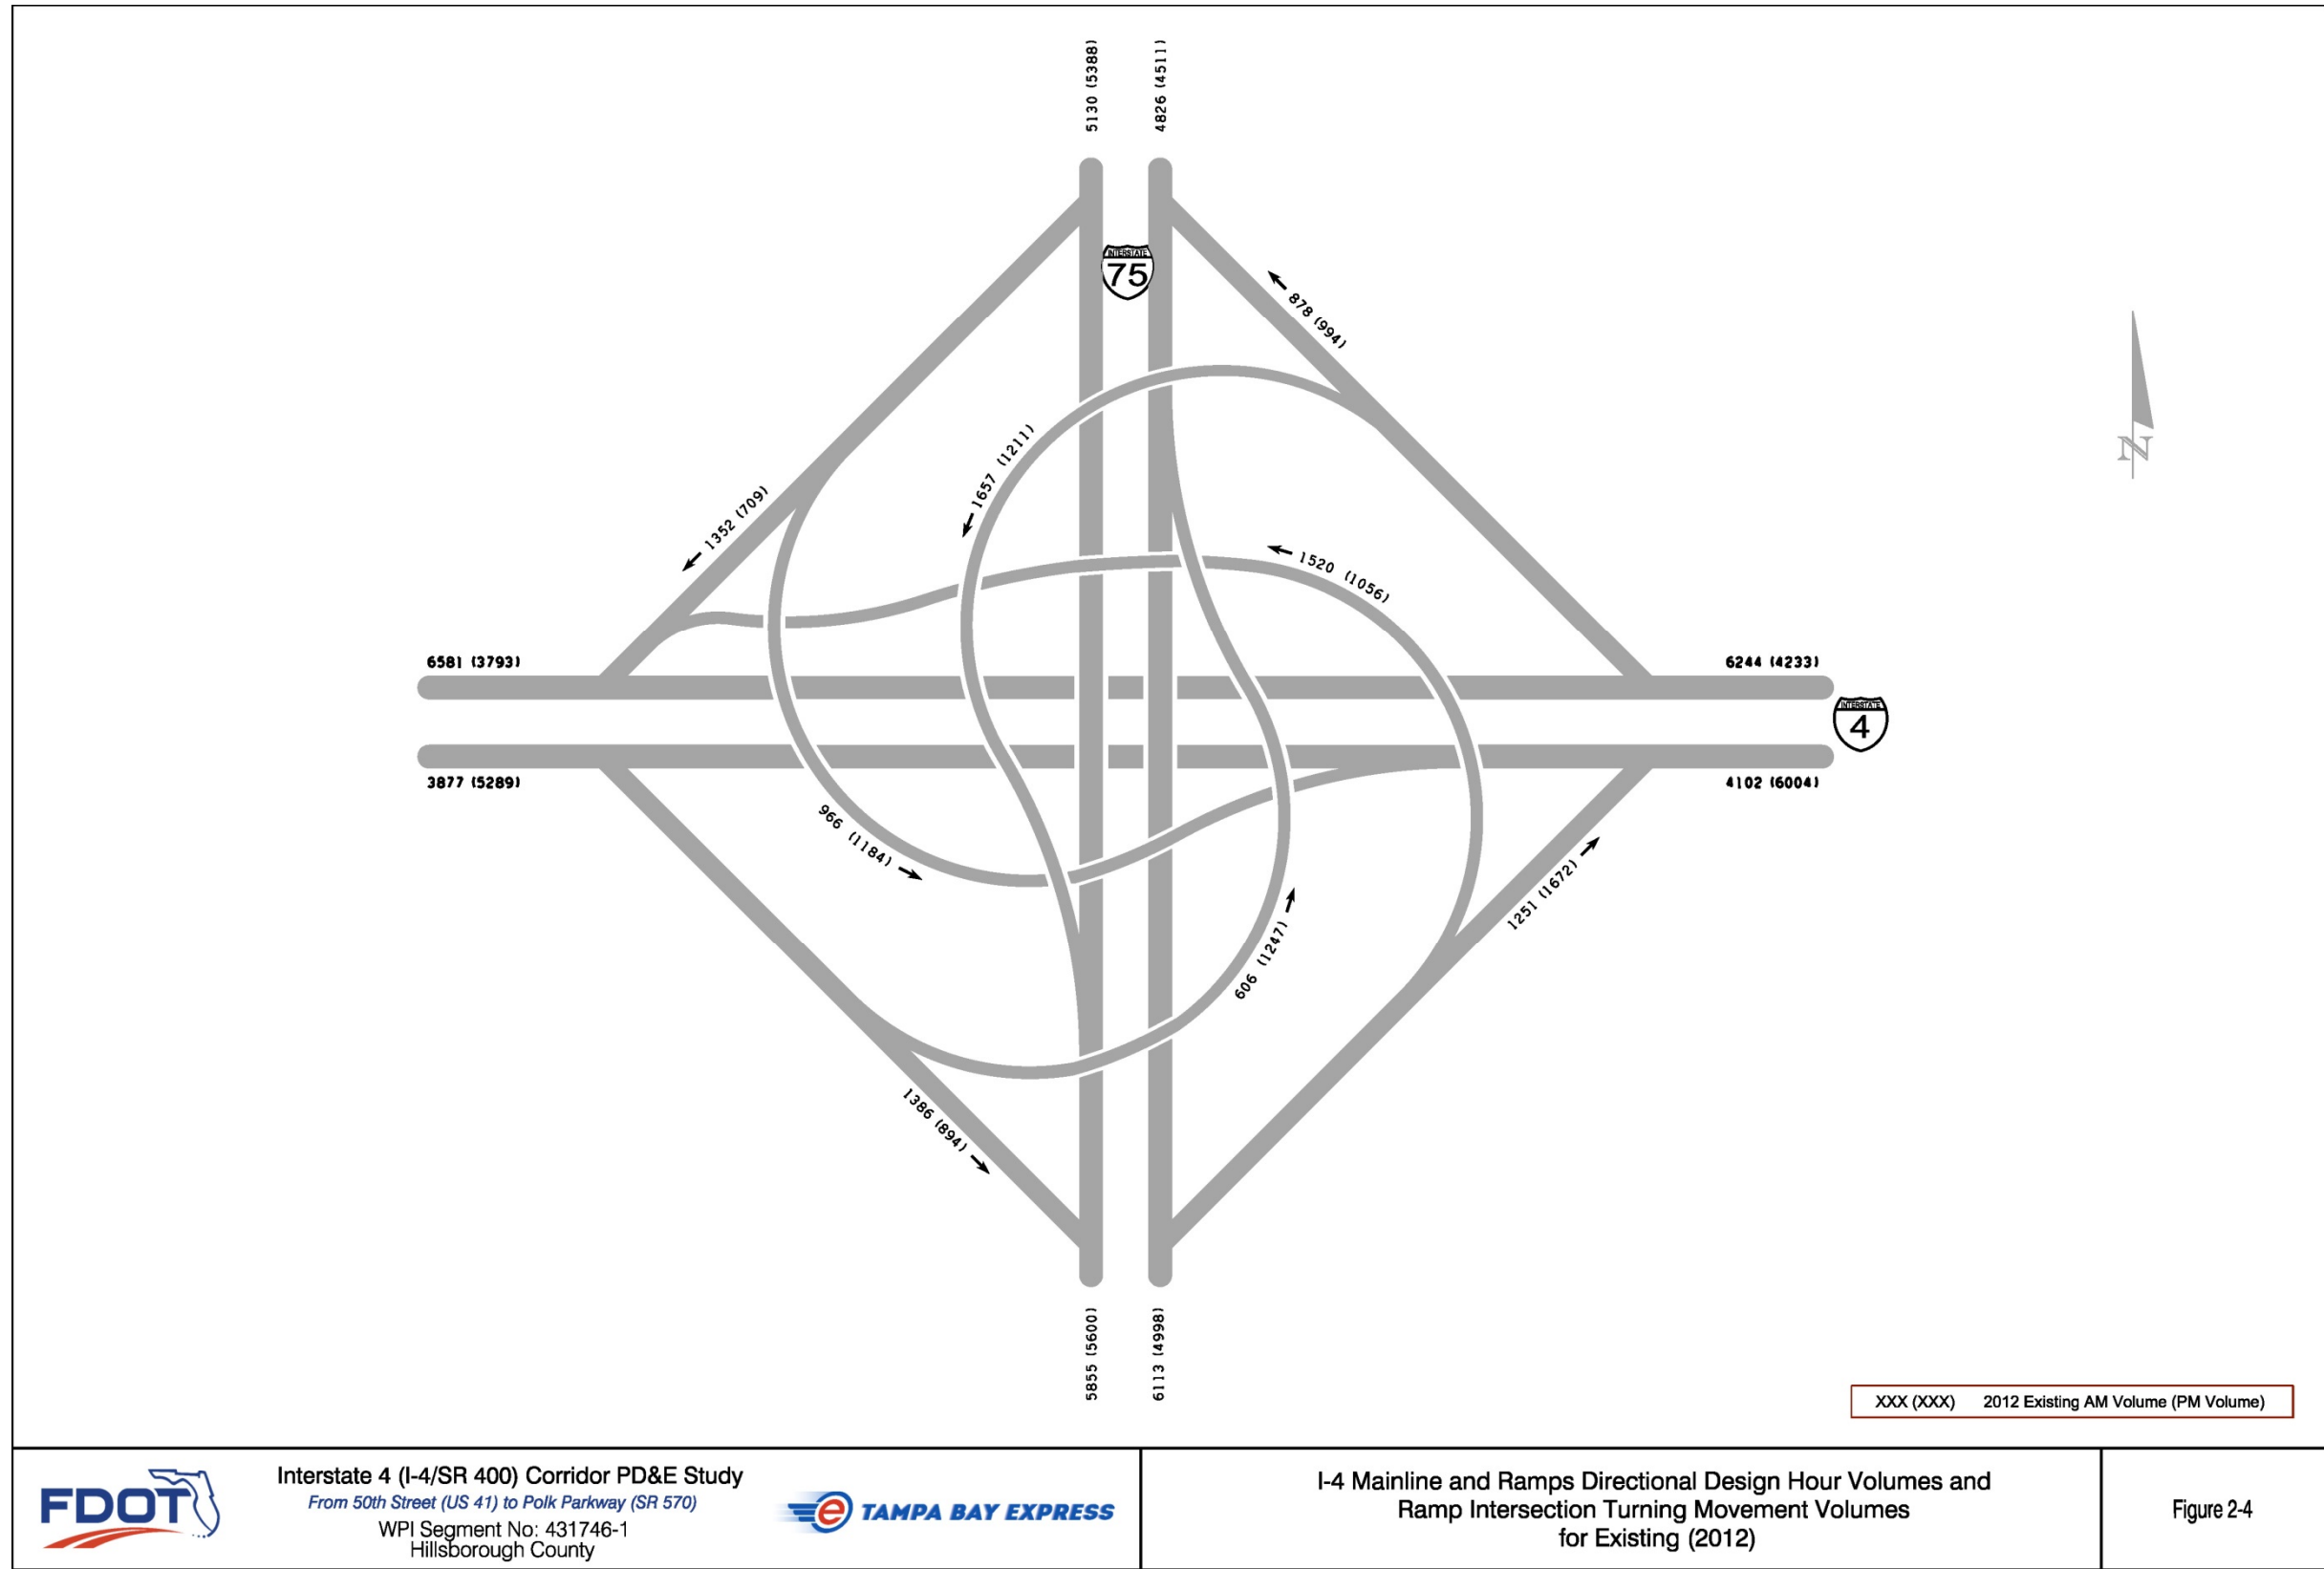 5130 (5388)
4826 (4511)
INTERSTATE
75
878 (994)
1657 (1211)
1352 (709)
1520 (1056)
6581 (3793)
6244 (4233)
INTERSTATE
4
3877 (5289)
4102 (6004)
966 (1184)
1251 (1672)
606 (1247)
1386 (894)
5855 (5600)
6113 (4998)
N
XXX (XXX) 2012 Existing AM Volume (PM Volume)
FDOT
Interstate 4 (I-4/SR 400) Corridor PD&E Study
From 50th Street (US 41) to Polk Parkway (SR 570)
WPI Segment No: 431746-1
Hillsborough County
e TAMPA BAY EXPRESS
I-4 Mainline and Ramps Directional Design Hour Volumes and
Ramp Intersection Turning Movement Volumes
for Existing (2012)
Figure 2-4